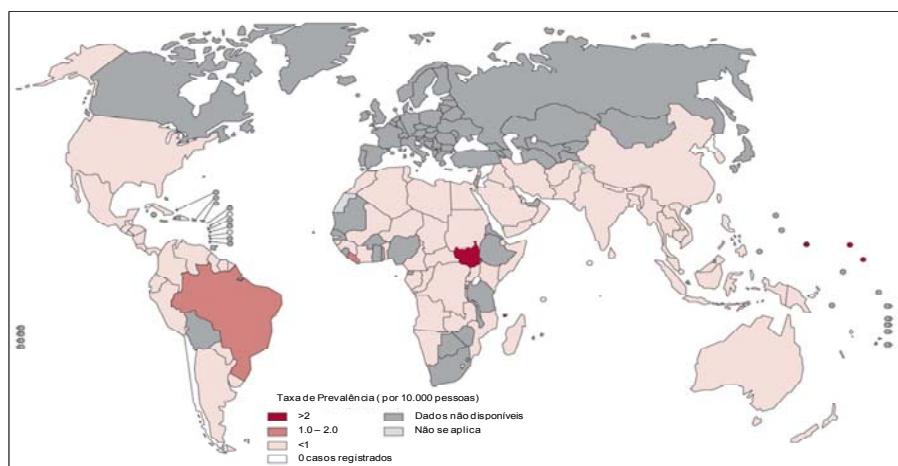 Taxa de Prevalência ( por 10.000 pessoas)
>2
Dados não disponíveis
1.0 – 2.0
Não se aplica
<1
0 casos registrados